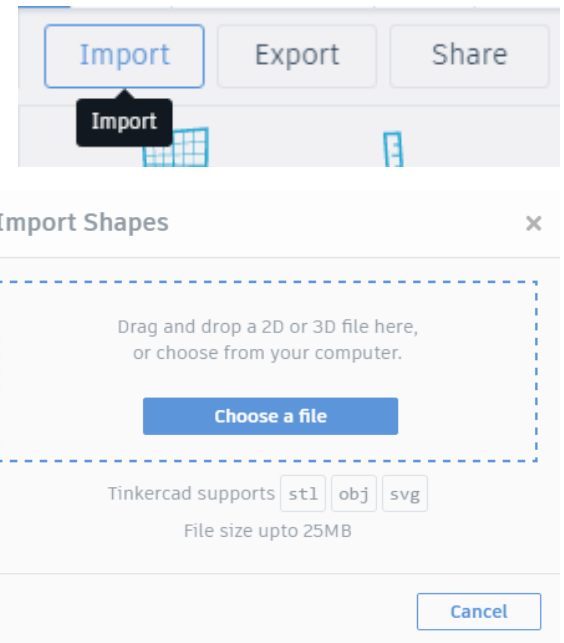 Import Export Share
Import
Import Shapes ×
Drag and drop a 2D or 3D file here,
or choose from your computer.
Choose a file
Tinkercad supports stl obj svg
File size upto 25MB
Cancel